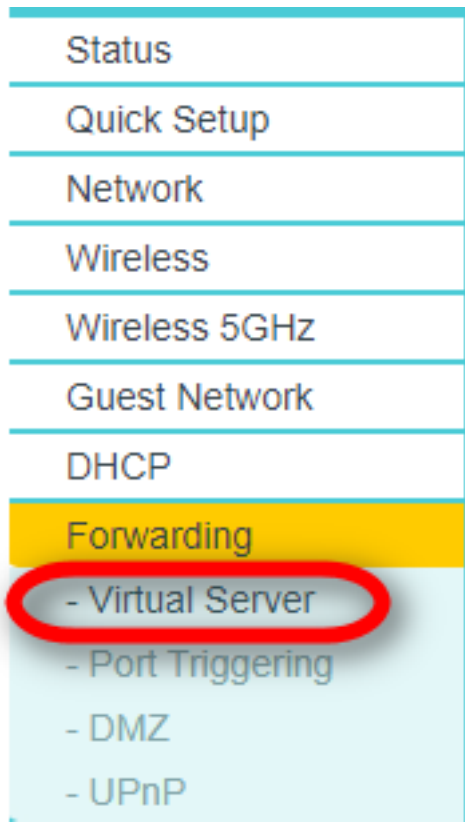 Status
Quick Setup
Network
Wireless
Wireless 5GHz
Guest Network
DHCP
Forwarding
- Virtual Server
- Port Triggering
- DMZ
- UPnP